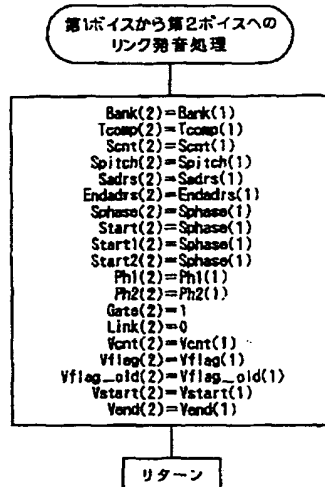 第1ボイスから第2ボイスへの
リンク発音処理
Bank(2)=Bank(1)
Tcomp(2)=Tcomp(1)
Scnt(2)=Scnt(1)
Spitch(2)=Spitch(1)
Sadrs(2)=Sadrs(1)
Endadrs(2)=Endadrs(1)
Sphase(2)=Sphase(1)
Start(2)=Sphase(1)
Start1(2)=Sphase(1)
Start2(2)=Sphase(1)
Ph1(2)=Ph1(1)
Ph2(2)=Ph2(1)
Gate(2)=1
Link(2)=0
Vcnt(2)=Vcnt(1)
Vflag(2)=Vflag(1)
Vflag_old(2)=Vflag_old(1)
Vstart(2)=Vstart(1)
Vend(2)=Vend(1)
リターン